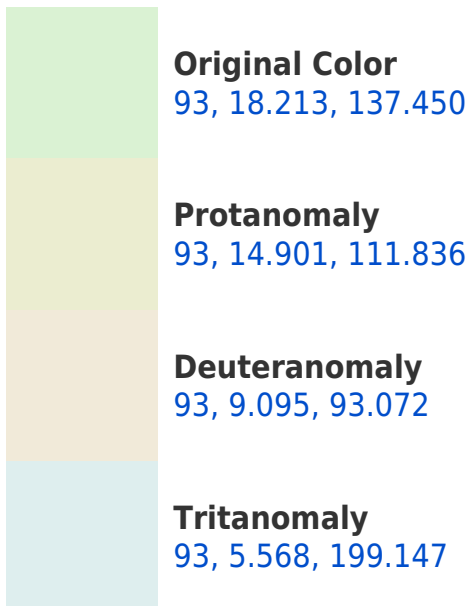 Original Color
93, 18.213, 137.450
Protanomaly
93, 14.901, 111.836
Deuteranomaly
93, 9.095, 93.072
Tritanomaly
93, 5.568, 199.147